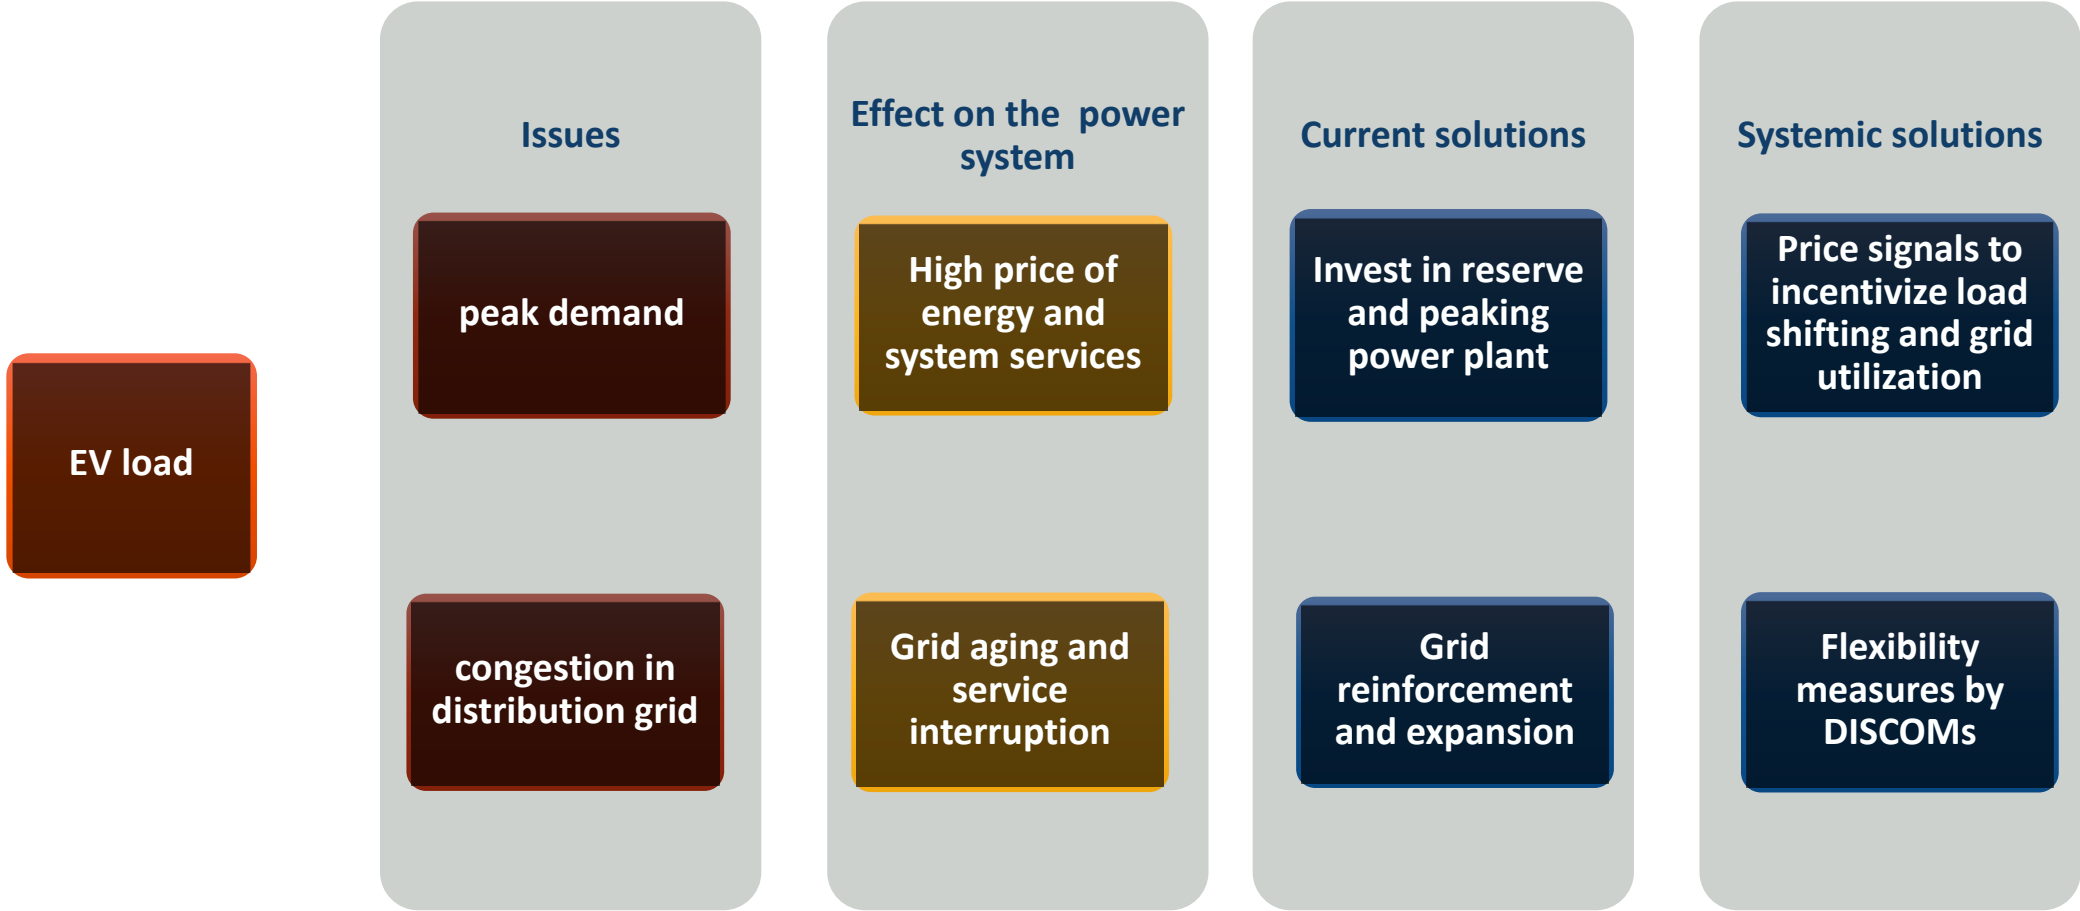 EV load
Issues
peak demand
congestion in
distribution grid
Effect on the power
system
High price of
energy and
system services
Grid aging and
service
interruption
Current solutions
Invest in reserve
and peaking
power plant
Grid
reinforcement
and expansion
Systemic solutions
Price signals to
incentivize load
shifting and grid
utilization
Flexibility
measures by
DISCOMs